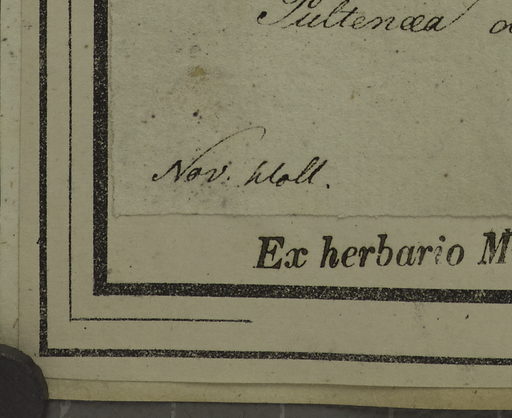 Pultenæa
Nov. Holl.
Ex herbario M